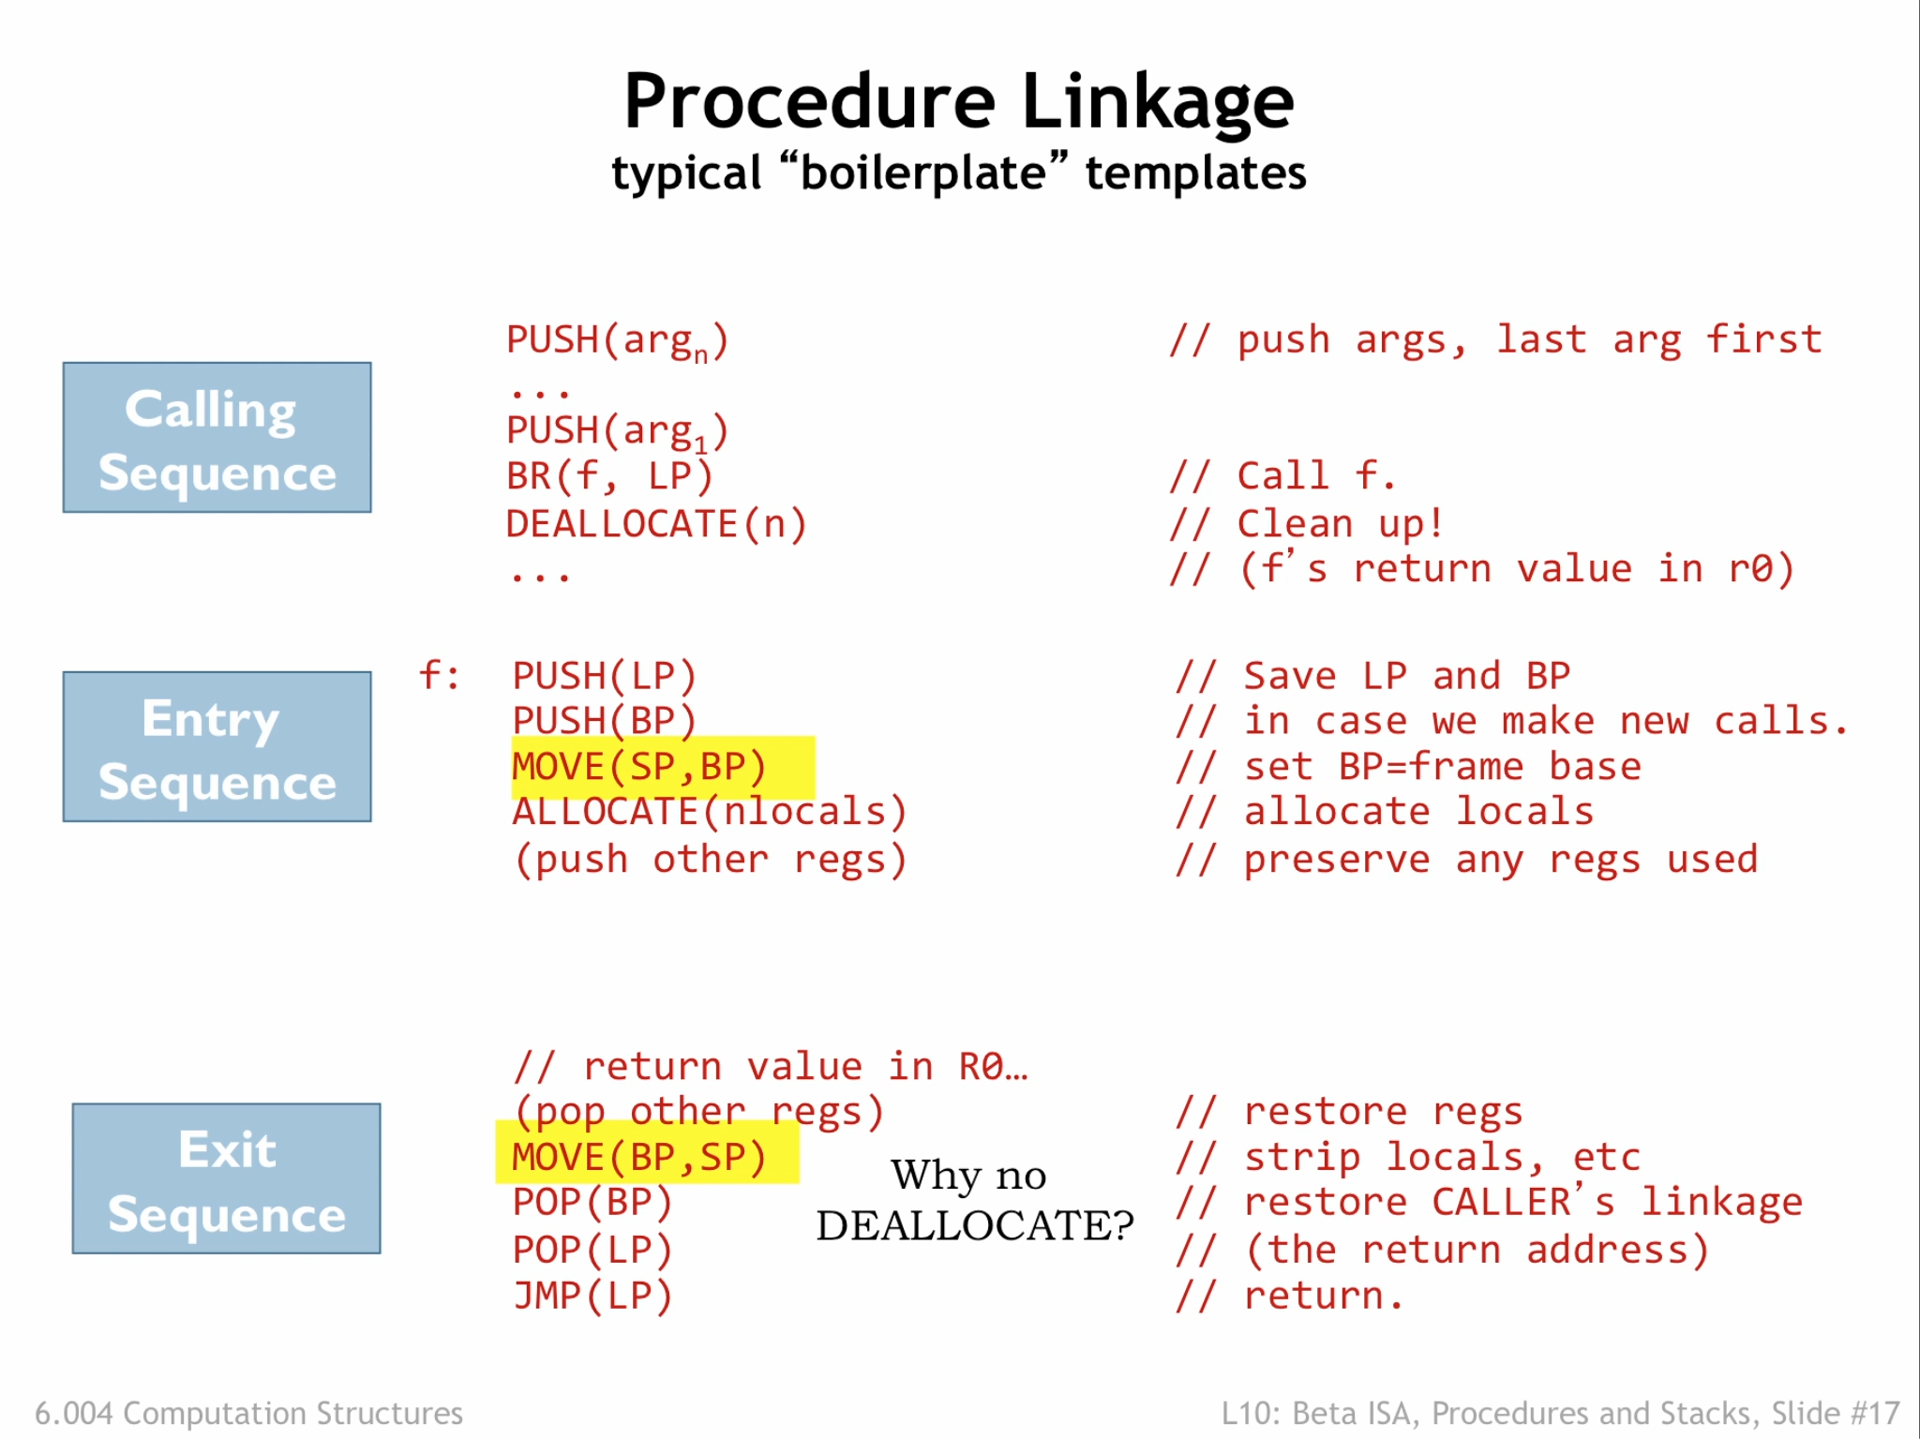 Procedure Linkage
typical “boilerplate” templates
Calling
Sequence
PUSH(argn) // push args, last arg first
...
PUSH(arg1)
BR(f, LP) // Call f.
DEALLOCATE(n) // Clean up!
... // (f’s return value in r0)
Entry
Sequence
f: PUSH(LP) // Save LP and BP
PUSH(BP) // in case we make new calls.
MOVE(SP,BP) // set BP=frame base
ALLOCATE(nlocals) // allocate locals
(push other regs) // preserve any regs used
Exit
Sequence
// return value in R0…
(pop other regs) // restore regs
MOVE(BP,SP) // strip locals, etc
POP(BP) // restore CALLER’s linkage
POP(LP) // (the return address)
JMP(LP) // return.
Why no
DEALLOCATE?
6.004 Computation Structures
L10: Beta ISA, Procedures and Stacks, Slide #17